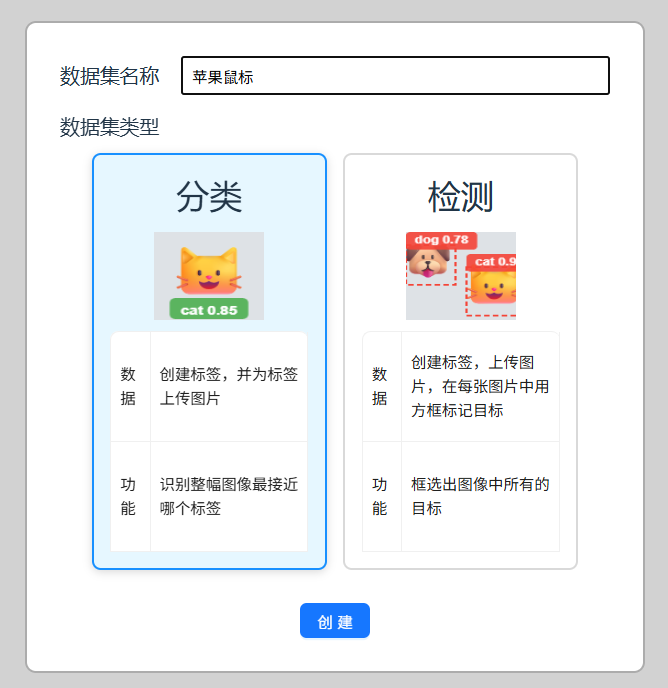 数据集名称
苹果鼠标
数据集类型
分类
cat 0.85
数
据
创建标签，并为标签
上传图片
功
能
识别整幅图像最接近
哪个标签
检测
dog 0.78
cat 0.9
数
据
创建标签，上传图
片，在每张图片中用
方框标记目标
功
能
框选出图像中所有的
目标
创 建